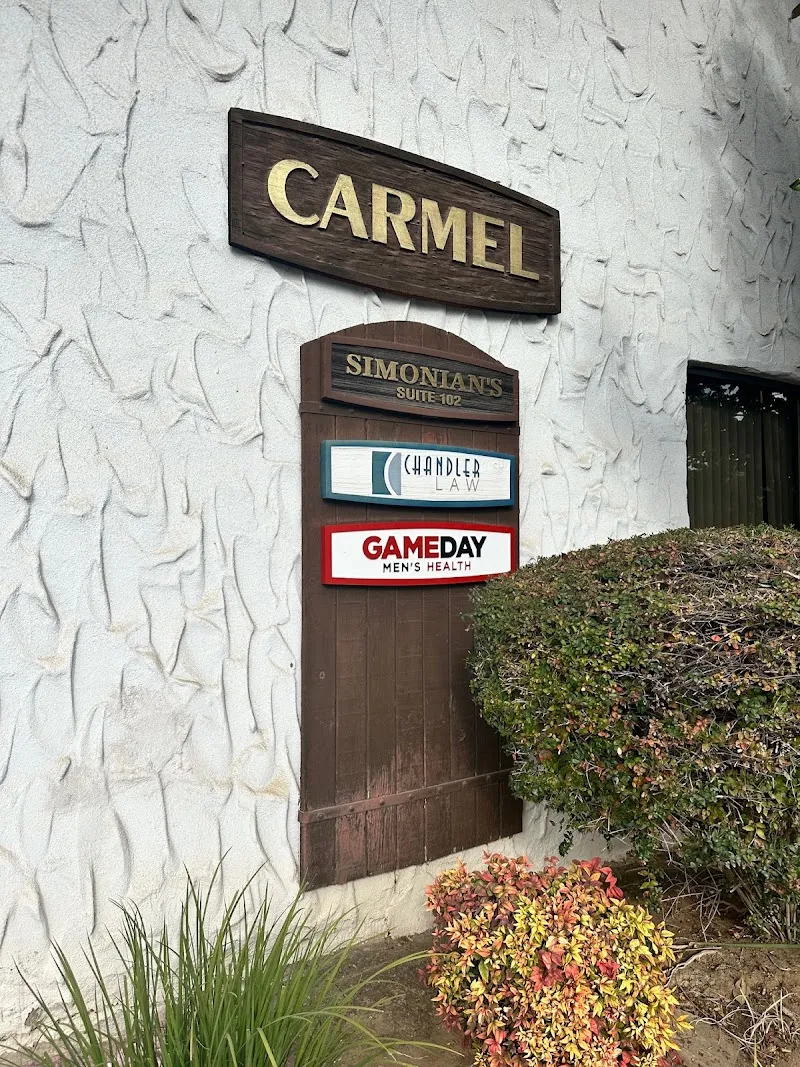 CARMEL
SIMONIAN'S
SUITE 102
CHANDLER
LAW
GAMEDAY
MEN'S HEALTH